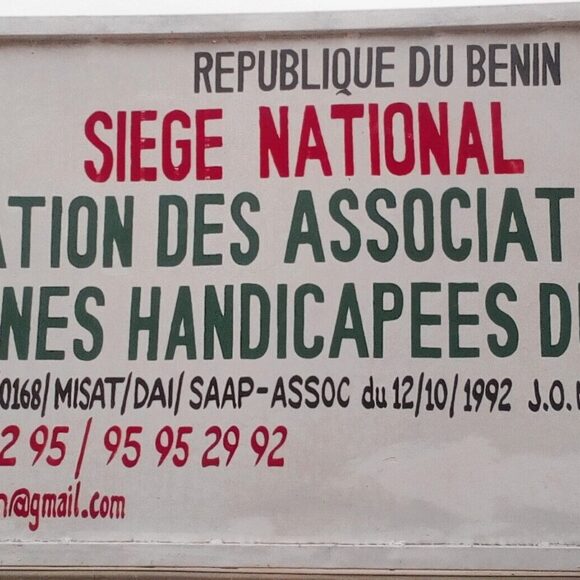 REPUBLIQUE DU BENIN
SIEGE NATIONAL
ATION DES ASSOCIAT
NES HANDICAPEES D
0168/MISAT/DAI/SAAP-ASSOC du 12/10/1992 J.O.
2 95 / 95 95 29 92
n@gmail.com